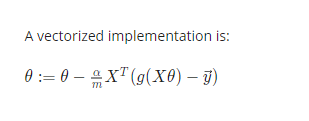 A vectorized implementation is:
θ := θ − α/m X^T (g(Xθ) − y⃗)